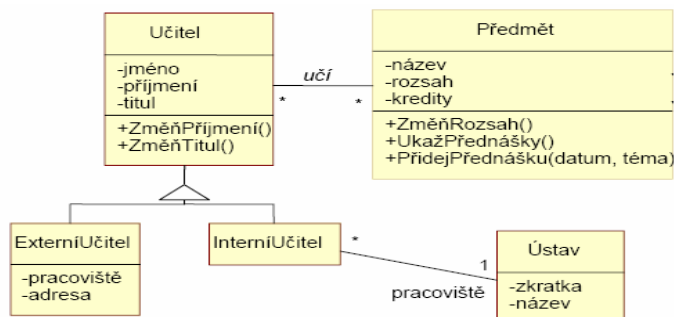 Učitel
-jméno
-příjmení
-titul
+ZměňPříjmení()
+ZměňTitul()
učí
*
*
Předmět
-název
-rozsah
-kredity
+ZměňRozsah()
+UkažPřednášky()
+PřidejPřednášku(datum, téma)
ExterníUčitel
-pracoviště
-adresa
InterníUčitel
*
1
pracoviště
Ústav
-zkratka
-název